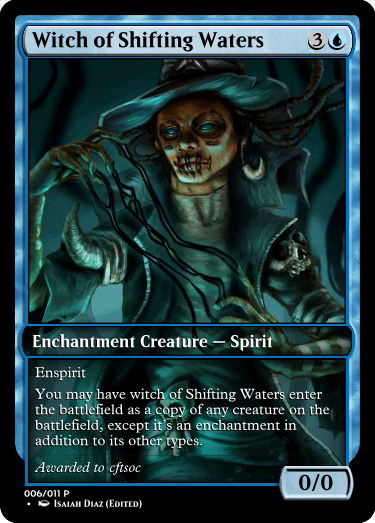 Witch of Shifting Waters 3
Enchantment Creature — Spirit
Enspirit
You may have witch of Shifting Waters enter
the battlefield as a copy of any creature on the
battlefield, except it's an enchantment in
addition to its other types.
Awarded to cftsoc
0/0
006/011 P
• Isaiah Diaz (Edited)